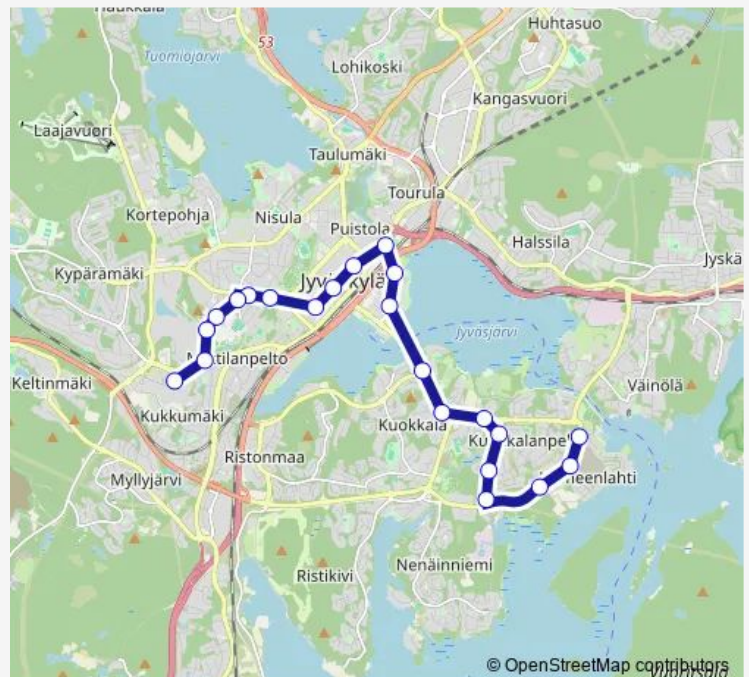 Huhtasuo
53
Tuomiojärvi
Lohikoski
Kangasvuori
Laajavuori
Taulumäki
Tourula
Kortepohja
Nisula
Puistola
Halssila
Jyskä
Kypärämäki
Jyväsjärvi
Keltinmäki
Väinölä
Kukkumäki
Kuokkala
Ristonmaa
Myllyjärvi
Nenäinniemi
Ristikivi
© OpenStreetMap contributors